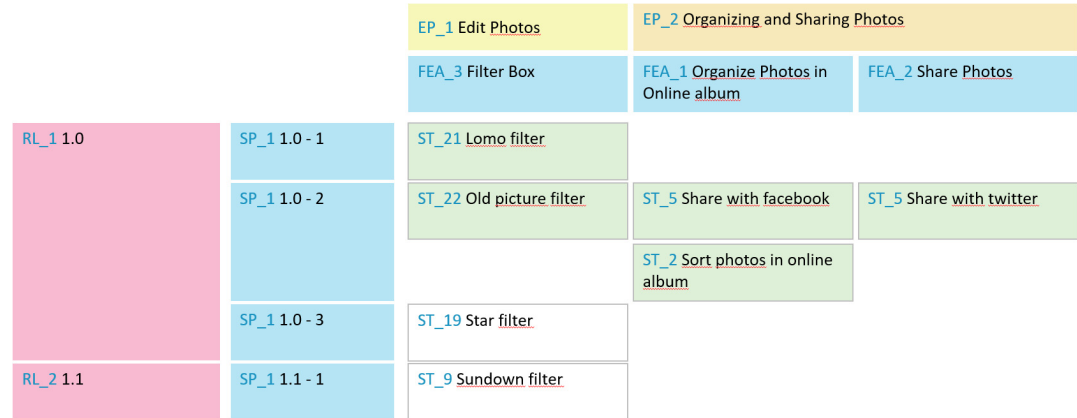 EP_1 Edit Photos
EP_2 Organizing and Sharing Photos
FEA_3 Filter Box
FEA_1 Organize Photos in
Online album
FEA_2 Share Photos
RL_1 1.0
SP_1 1.0 - 1
ST_21 Lomo filter
SP_1 1.0 - 2
ST_22 Old picture filter
ST_5 Share with facebook
ST_5 Share with twitter
ST_2 Sort photos in online
album
SP_1 1.0 - 3
ST_19 Star filter
RL_2 1.1
SP_1 1.1 - 1
ST_9 Sundown filter